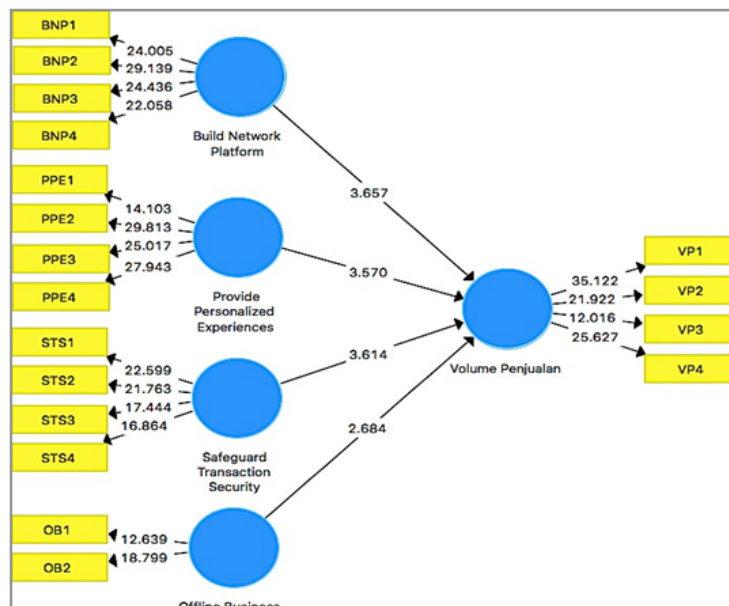 BNP1
24.005
BNP2
29.139
24.436
BNP3
22.058
BNP4
Build Network
Platform
3.657
PPE1
14.103
PPE2
29.813
25.017
PPE3
27.943
PPE4
Provide
Personalized
Experiences
3.570
STS1
22.599
STS2
21.763
17.444
STS3
16.864
STS4
Safeguard
Transaction
Security
3.614
OB1
12.639
18.799
OB2
Offline Business
2.684
Volume Penjualan
35.122
VP1
21.922
VP2
12.016
VP3
25.627
VP4